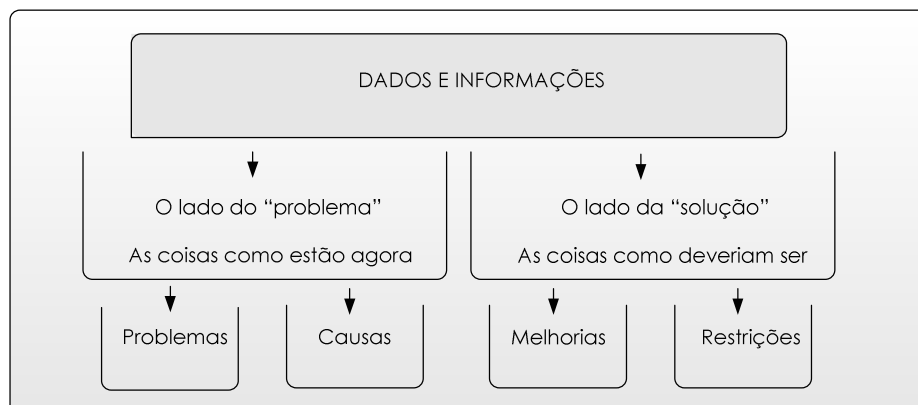 DADOS E INFORMAÇÕES
O lado do “problema”
As coisas como estão agora
O lado da “solução”
As coisas como deveriam ser
Problemas
Causas
Melhorias
Restrições